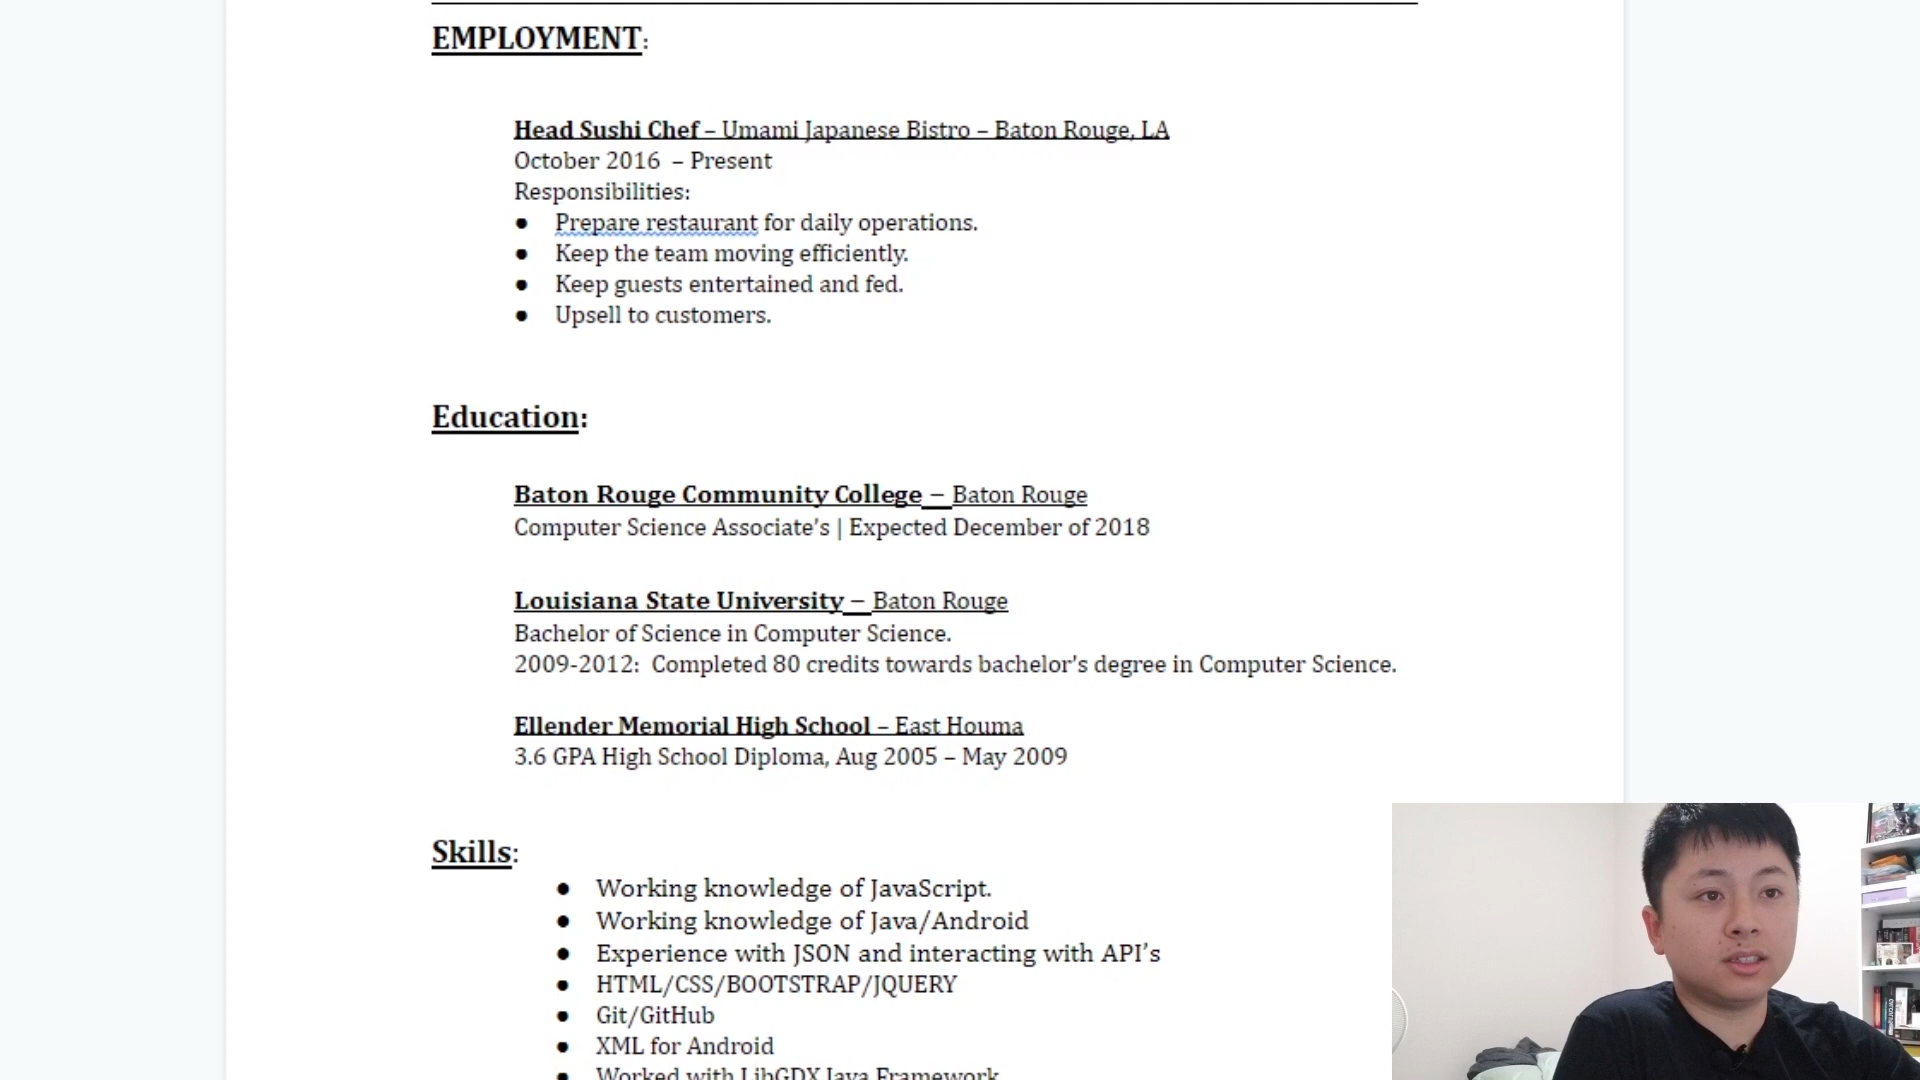 EMPLOYMENT:
Head Sushi Chef – Umami Japanese Bistro – Baton Rouge, LA
October 2016  – Present
Responsibilities:
● Prepare restaurant for daily operations.
● Keep the team moving efficiently.
● Keep guests entertained and fed.
● Upsell to customers.
Education:
Baton Rouge Community College – Baton Rouge
Computer Science Associate’s | Expected December of 2018
Louisiana State University – Baton Rouge
Bachelor of Science in Computer Science.
2009-2012:  Completed 80 credits towards bachelor's degree in Computer Science.
Ellender Memorial High School – East Houma
3.6 GPA High School Diploma, Aug 2005 – May 2009
Skills:
● Working knowledge of JavaScript.
● Working knowledge of Java/Android
● Experience with JSON and interacting with API’s
● HTML/CSS/BOOTSTRAP/JQUERY
● Git/GitHub
● XML for Android
● Worked with LibGDX Java Framework